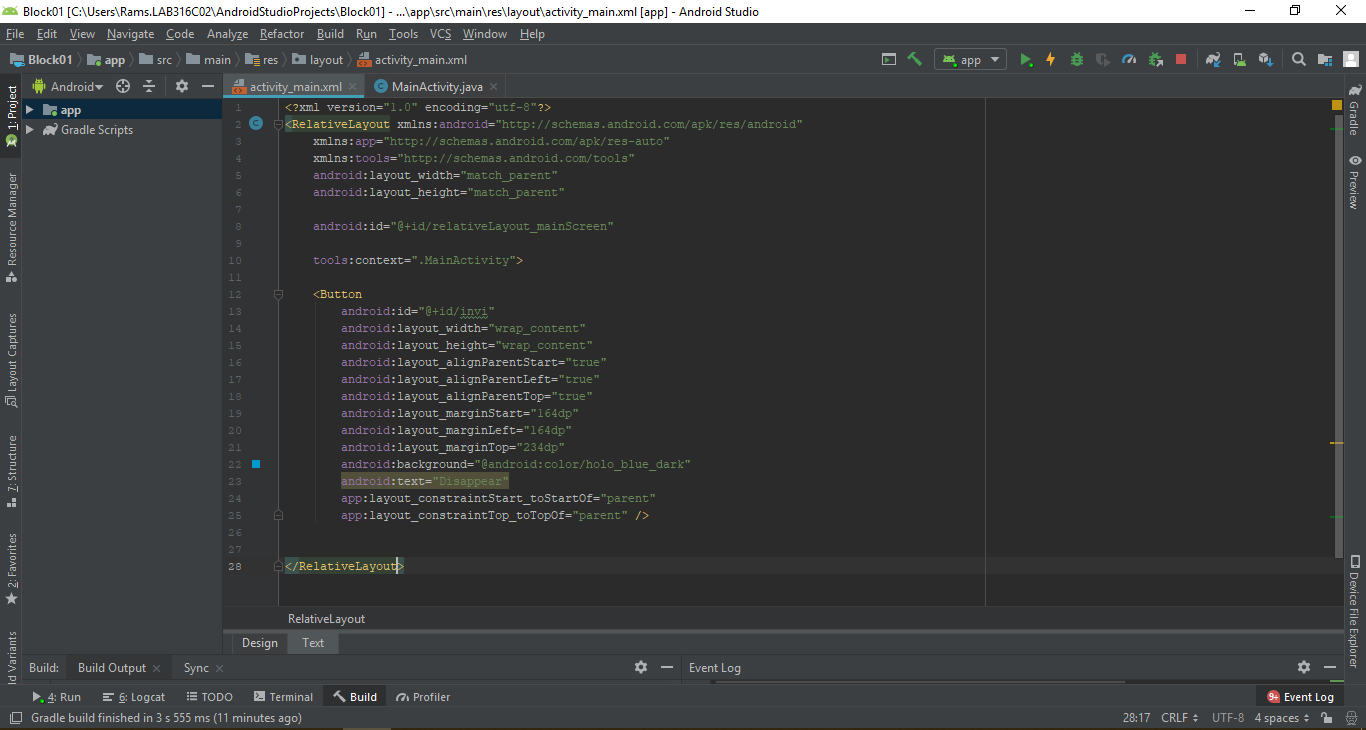 Block01 [C:\Users\Rams.LAB316C02\AndroidStudioProjects\Block01] - ...\app\src\main\res\layout\activity_main.xml [app] - Android Studio
File Edit View Navigate Code Analyze Refactor Build Run Tools VCS Window Help
Block01 app src main res layout activity_main.xml app
Android activity_main.xml MainActivity.java
app
Gradle Scripts
1: Project
Resource Manager
Layout Captures
7: Structure
2: Favorites
ld Variants
1 <?xml version="1.0" encoding="utf-8"?>
2 <RelativeLayout xmlns:android="http://schemas.android.com/apk/res/android"
3 xmlns:app="http://schemas.android.com/apk/res-auto"
4 xmlns:tools="http://schemas.android.com/tools"
5 android:layout_width="match_parent"
6 android:layout_height="match_parent"
7
8 android:id="@+id/relativeLayout_mainScreen"
9
10 tools:context=".MainActivity">
11
12 <Button
13 android:id="@+id/invi"
14 android:layout_width="wrap_content"
15 android:layout_height="wrap_content"
16 android:layout_alignParentStart="true"
17 android:layout_alignParentLeft="true"
18 android:layout_alignParentTop="true"
19 android:layout_marginStart="164dp"
20 android:layout_marginLeft="164dp"
21 android:layout_marginTop="234dp"
22 android:background="@android:color/holo_blue_dark"
23 android:text="Disappear"
24 app:layout_constraintStart_toStartOf="parent"
25 app:layout_constraintTop_toTopOf="parent" />
26
27
28 </RelativeLayout>
Gradle
Preview
Device File Explorer
RelativeLayout
Design Text
Build: Build Output Sync Event Log
4: Run 6: Logcat TODO Terminal Build Profiler 9+ Event Log
Gradle build finished in 3 s 555 ms (11 minutes ago) 28:17 CRLF UTF-8 4 spaces